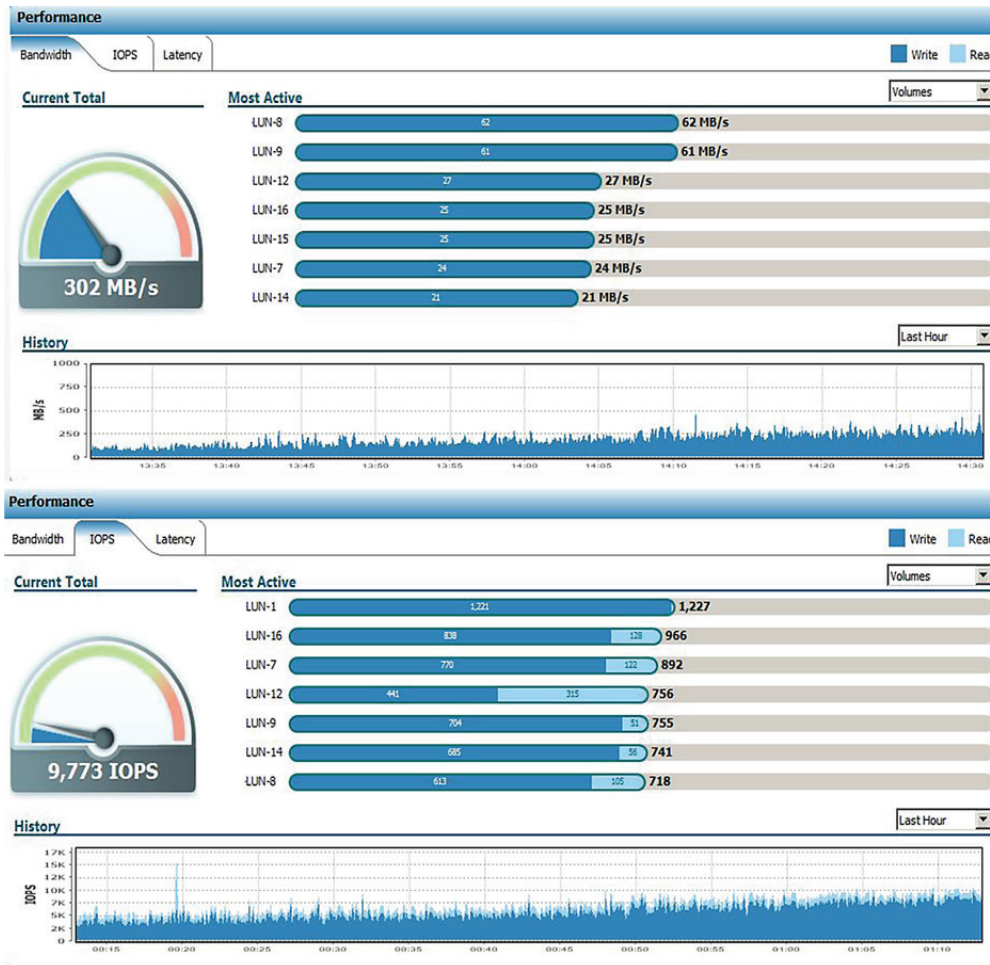 Performance
Bandwidth IOPS Latency Write Rea
Current Total Most Active Volumes
LUN-8 62 62 MB/s
LUN-9 61 61 MB/s
LUN-12 27 27 MB/s
LUN-16 25 25 MB/s
LUN-15 25 25 MB/s
LUN-7 24 24 MB/s
LUN-14 21 21 MB/s
302 MB/s
History Last Hour
1000
750
500
250
0
MB/s
13:35 13:40 13:45 13:50 13:55 14:00 14:05 14:10 14:15 14:20 14:25 14:30
Performance
Bandwidth IOPS Latency Write Read
Current Total Most Active Volumes
LUN-1 1,221 1,227
LUN-16 838 128 966
LUN-7 770 122 892
LUN-12 441 315 756
LUN-9 704 51 755
LUN-14 685 56 741
LUN-8 613 105 718
9,773 IOPS
History Last Hour
17K
15K
12K
10K
7K
5K
2K
0
IOPS
00:15 00:20 00:25 00:30 00:35 00:40 00:45 00:50 00:55 01:00 01:05 01:10